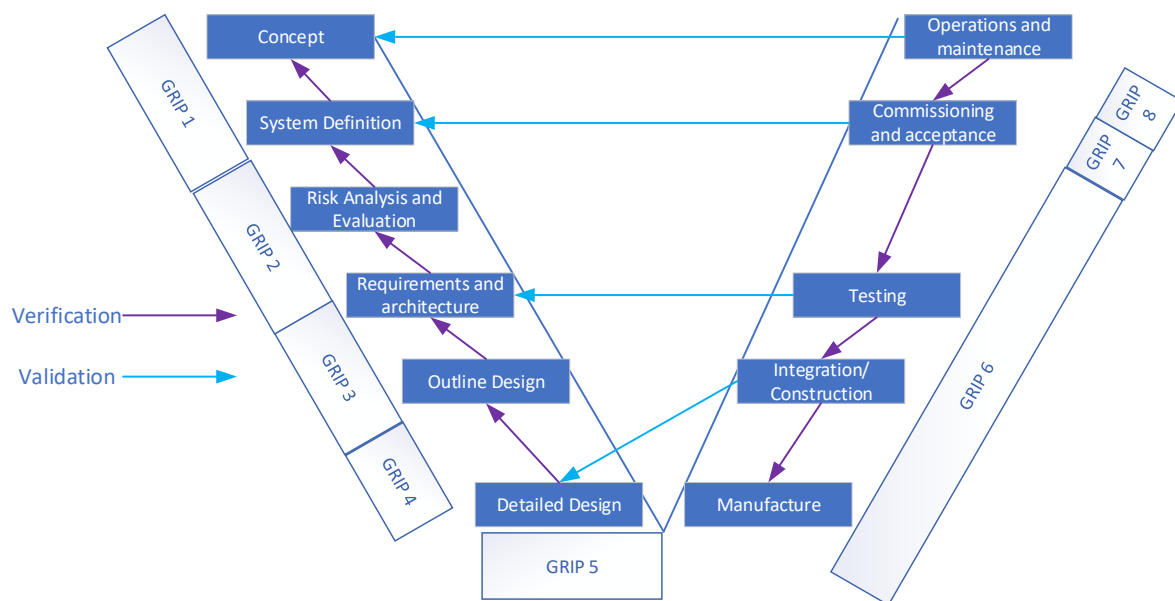 Concept
Operations and
maintenance
GRIP 1
System Definition
Commissioning
and acceptance
GRIP
8
GRIP
7
Risk Analysis and
Evaluation
GRIP 2
Requirements and
architecture
Testing
Verification
GRIP 3
Validation
Outline Design
Integration/
Construction
GRIP 6
GRIP 4
Detailed Design
Manufacture
GRIP 5